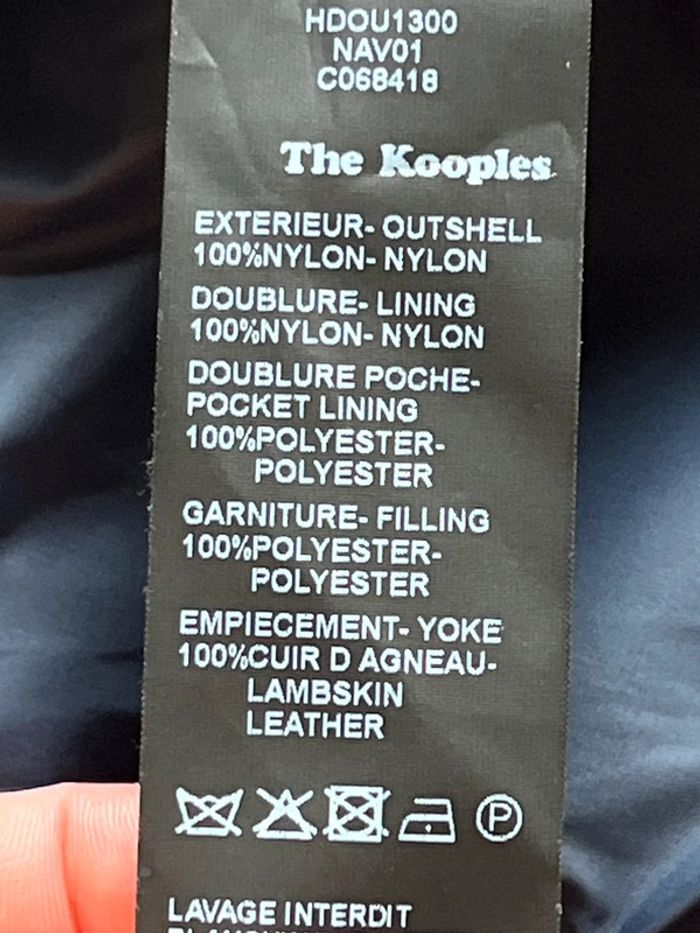 HDOU1300
NAV01
C068418
The Kooples
EXTERIEUR- OUTSHELL
100%NYLON- NYLON
DOUBLURE- LINING
100%NYLON- NYLON
DOUBLURE POCHE-
POCKET LINING
100%POLYESTER-
POLYESTER
GARNITURE- FILLING
100%POLYESTER-
POLYESTER
EMPIECEMENT- YOKE
100%CUIR D AGNEAU-
LAMBSKIN
LEATHER
P
LAVAGE INTERDIT